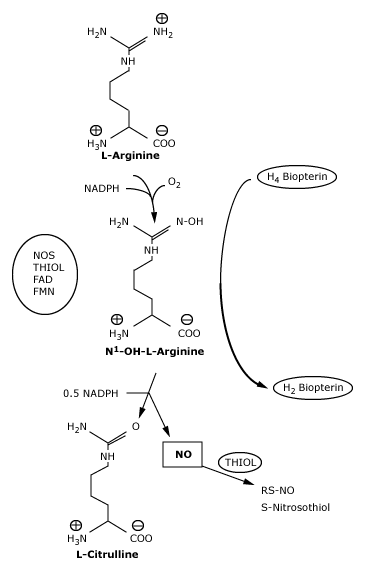 ⊕
H₂N NH₂
NH
⊕ ⊖
H₃N COO
L-Arginine
NADPH O₂
H₄ Biopterin
H₂N N-OH
NH
NOS
THIOL
FAD
FMN
⊕ ⊖
H₃N COO
N¹-OH-L-Arginine
H₂ Biopterin
0.5 NADPH
H₂N O
NH
NO
THIOL
RS-NO
S-Nitrosothiol
⊕ ⊖
H₃N COO
L-Citrulline